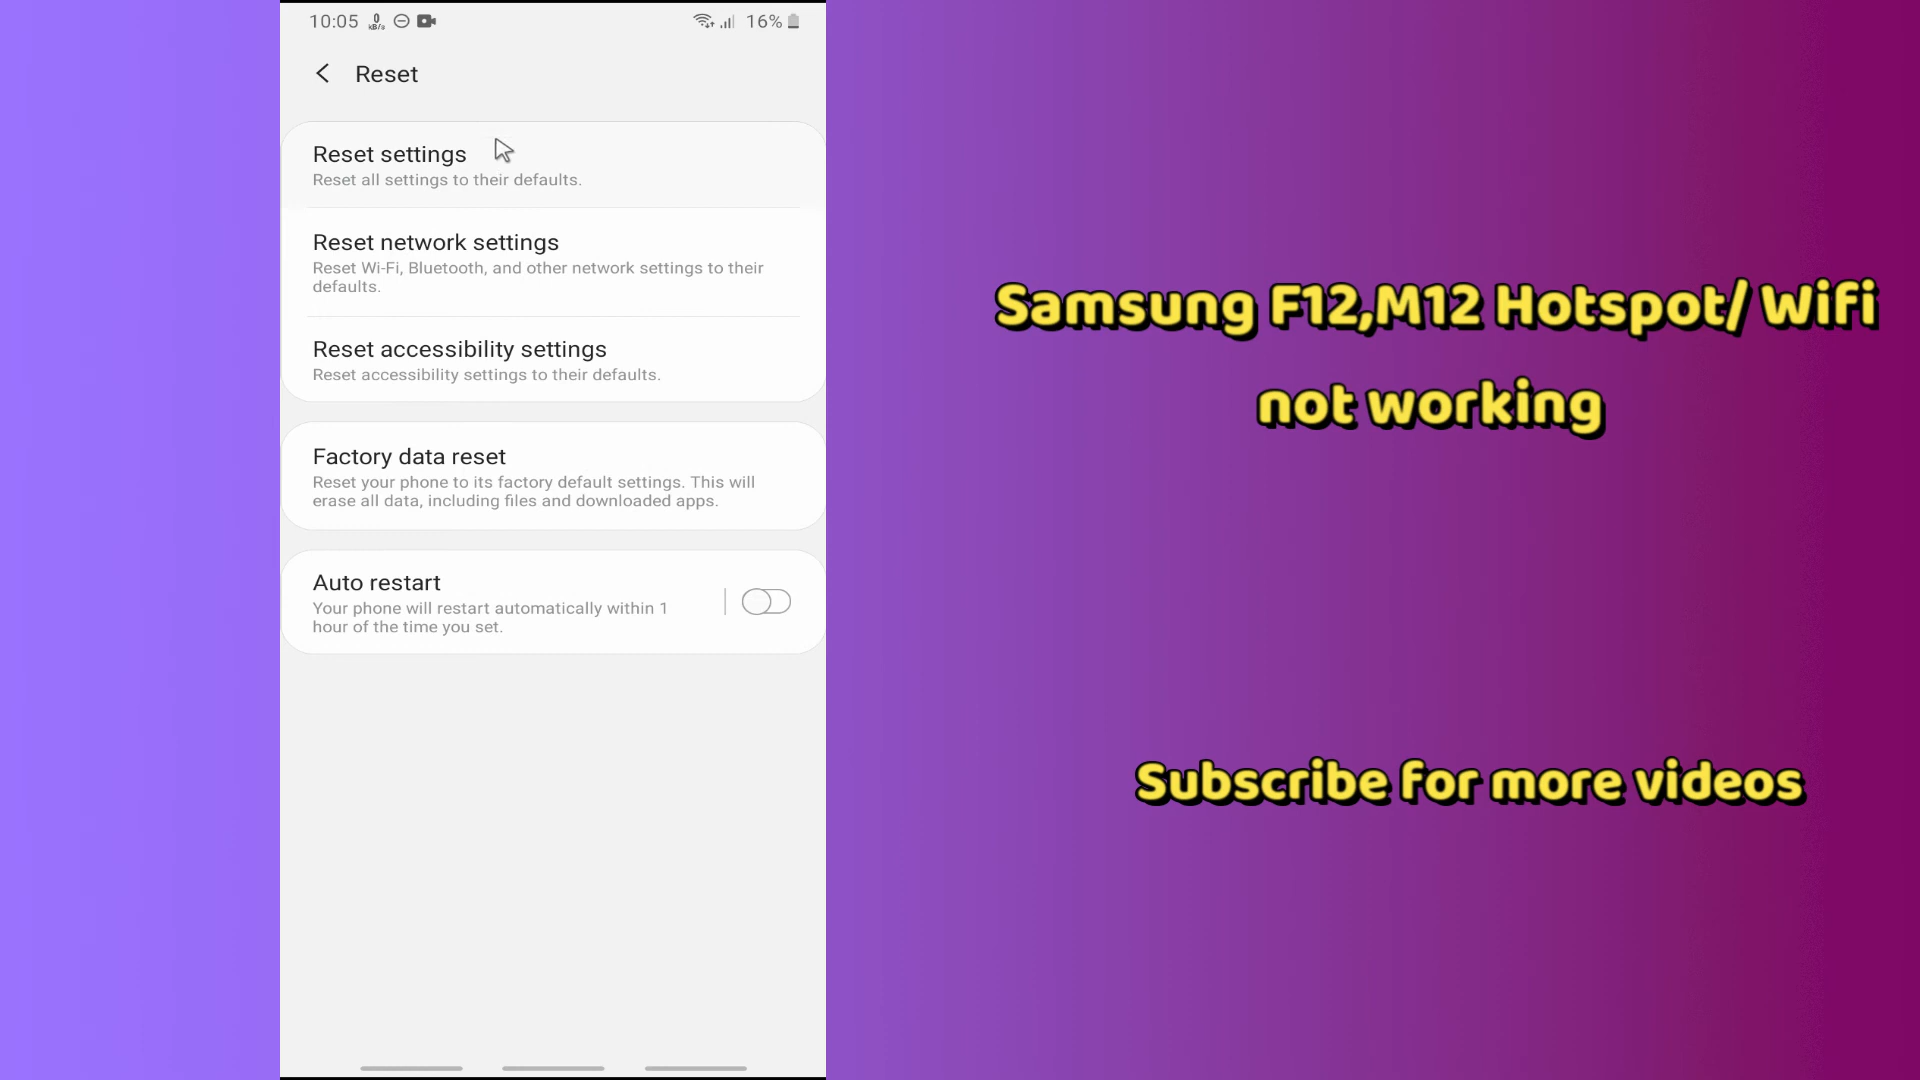 10:05
0
kB/s
16%
Reset
Reset settings
Reset all settings to their defaults.
Reset network settings
Reset Wi-Fi, Bluetooth, and other network settings to their
defaults.
Reset accessibility settings
Reset accessibility settings to their defaults.
Factory data reset
Reset your phone to its factory default settings. This will
erase all data, including files and downloaded apps.
Auto restart
Your phone will restart automatically within 1
hour of the time you set.
Samsung F12,M12 Hotspot/ Wifi
not working
Subscribe for more videos